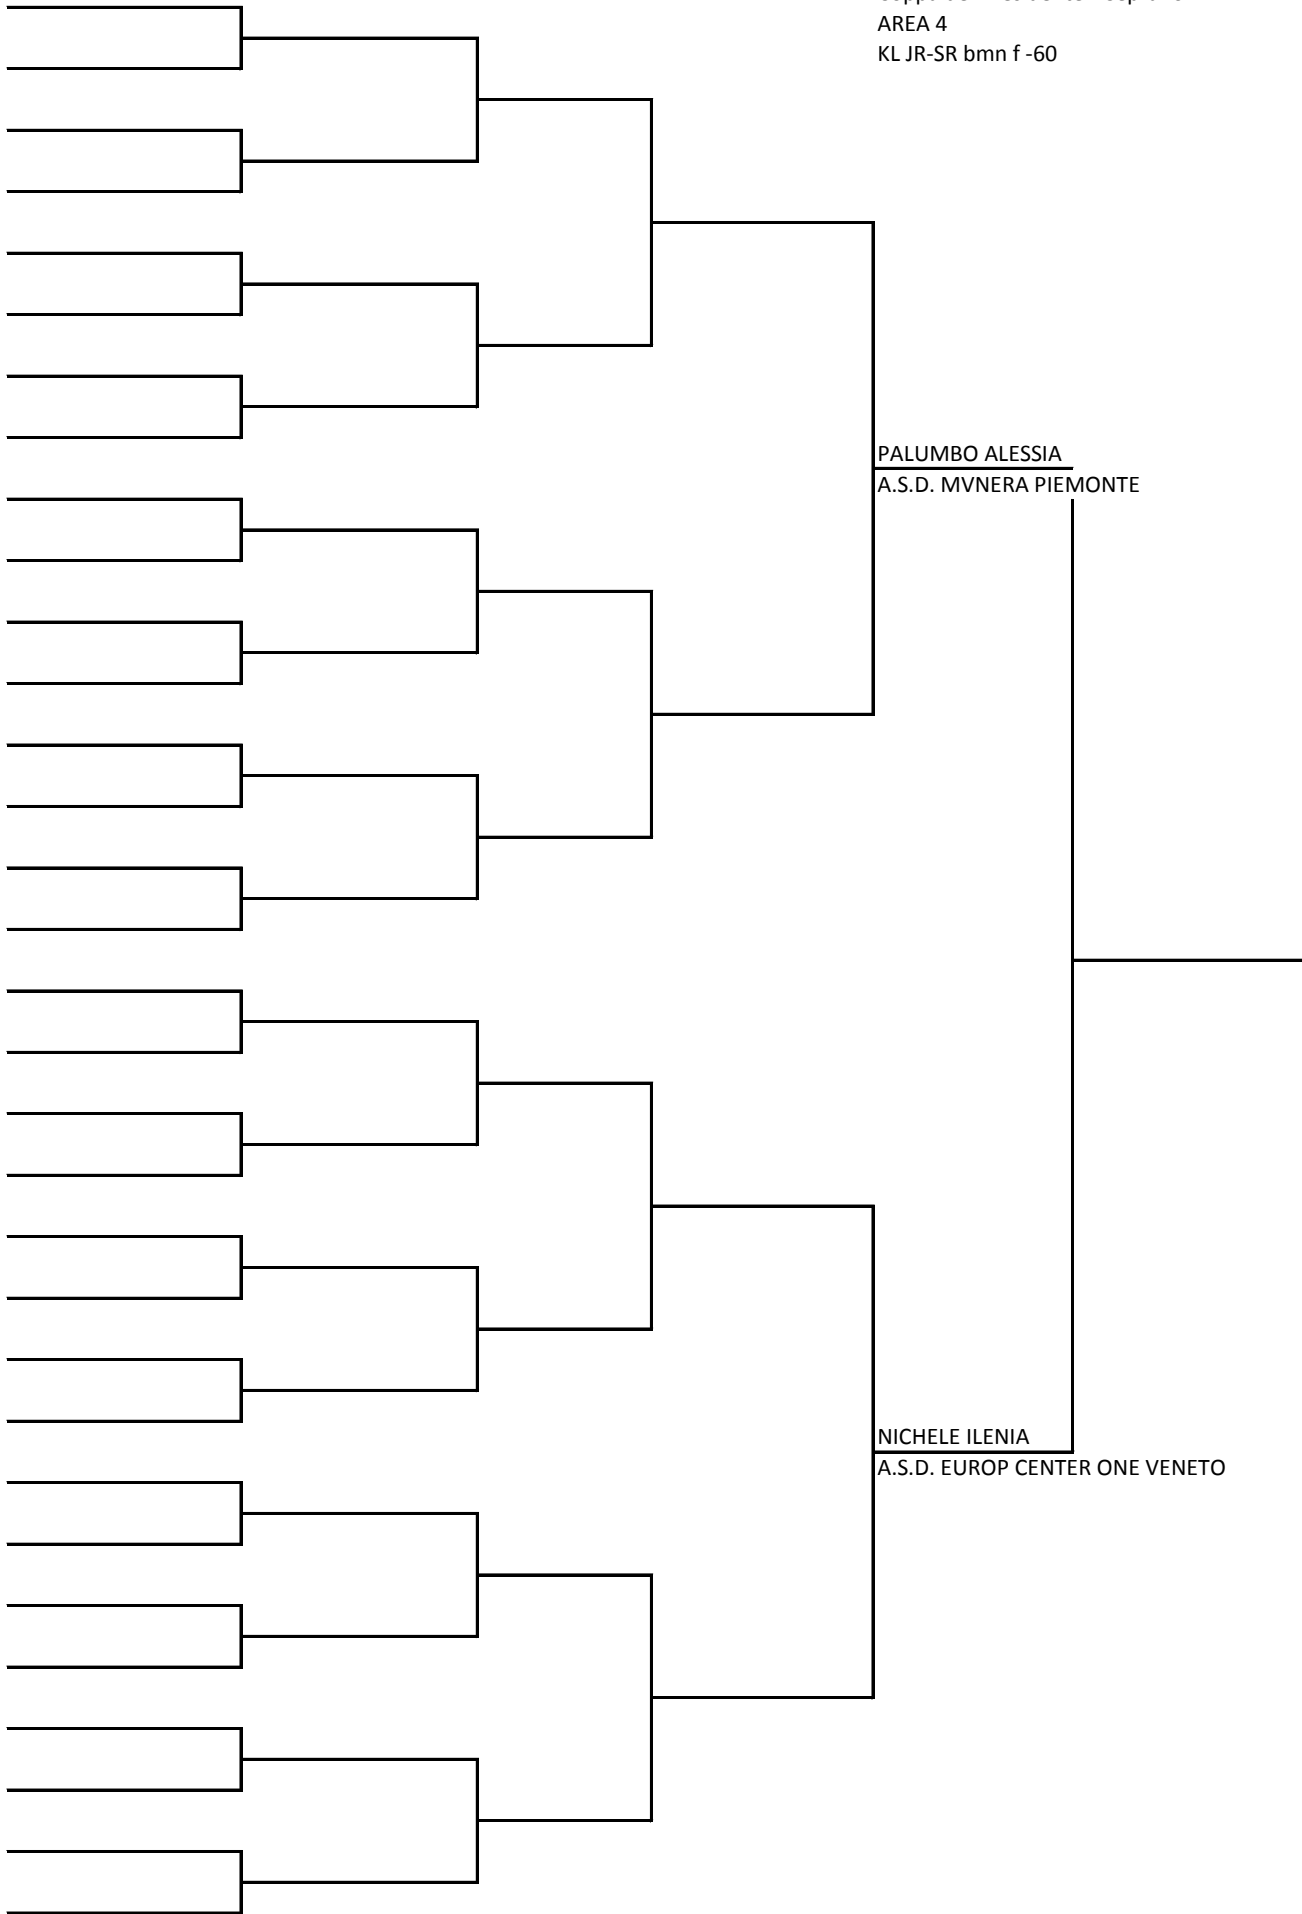 AREA 4
KL JR-SR bmn f -60
PALUMBO ALESSIA
A.S.D. MVNERA PIEMONTE
NICHELE ILENIA
A.S.D. EUROP CENTER ONE VENETO